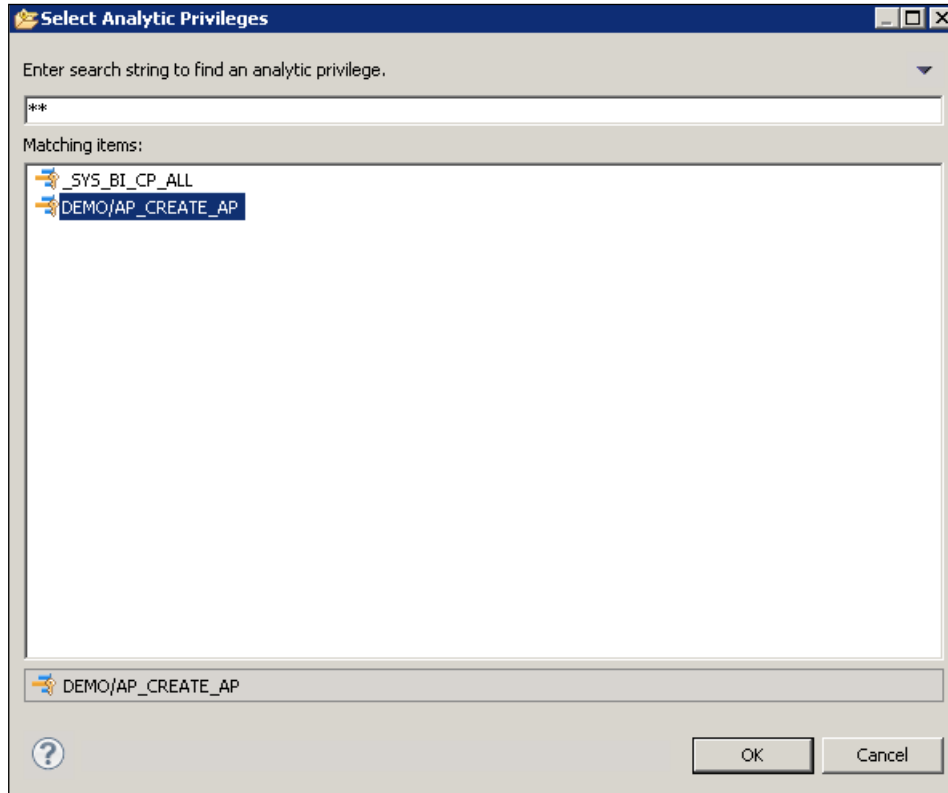 Select Analytic Privileges
Enter search string to find an analytic privilege.
**
Matching items:
_SYS_BI_CP_ALL
DEMO/AP_CREATE_AP
DEMO/AP_CREATE_AP
?
OK Cancel